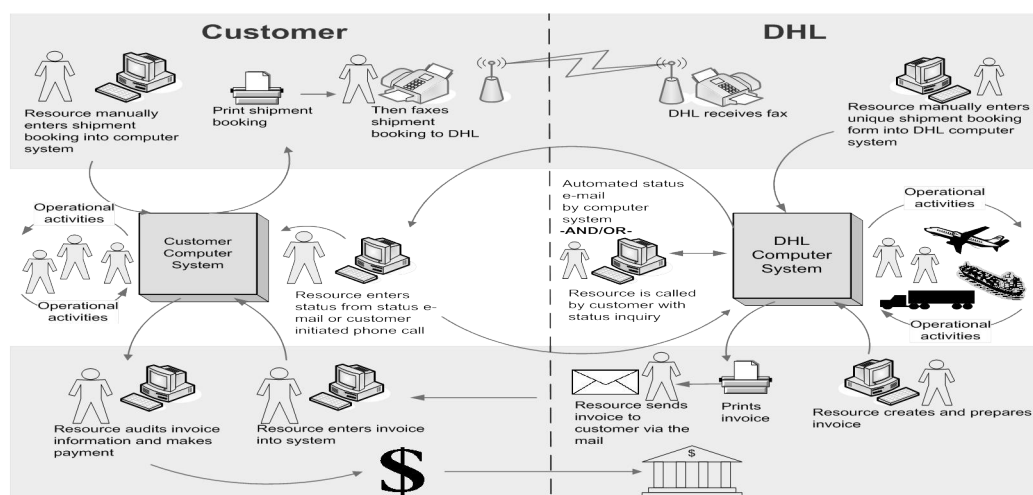 Customer
DHL
Resource manually
enters shipment
booking into computer
system
Print shipment
booking
Then faxes
shipment
booking to DHL
DHL receives fax
Resource manually enters
unique shipment booking
form into DHL computer
system
Operational
activities
Operational
activities
Customer
Computer
System
Resource enters
status from status e-
mail or customer
initiated phone call
Automated status
e-mail
by computer
system
-AND/OR-
Resource is called
by customer with
status inquiry
DHL
Computer
System
Operational
activities
Operational
activities
Resource audits invoice
information and makes
payment
Resource enters invoice
into system
Resource sends
invoice to
customer via the
mail
Prints
invoice
Resource creates and prepares
invoice
$
$